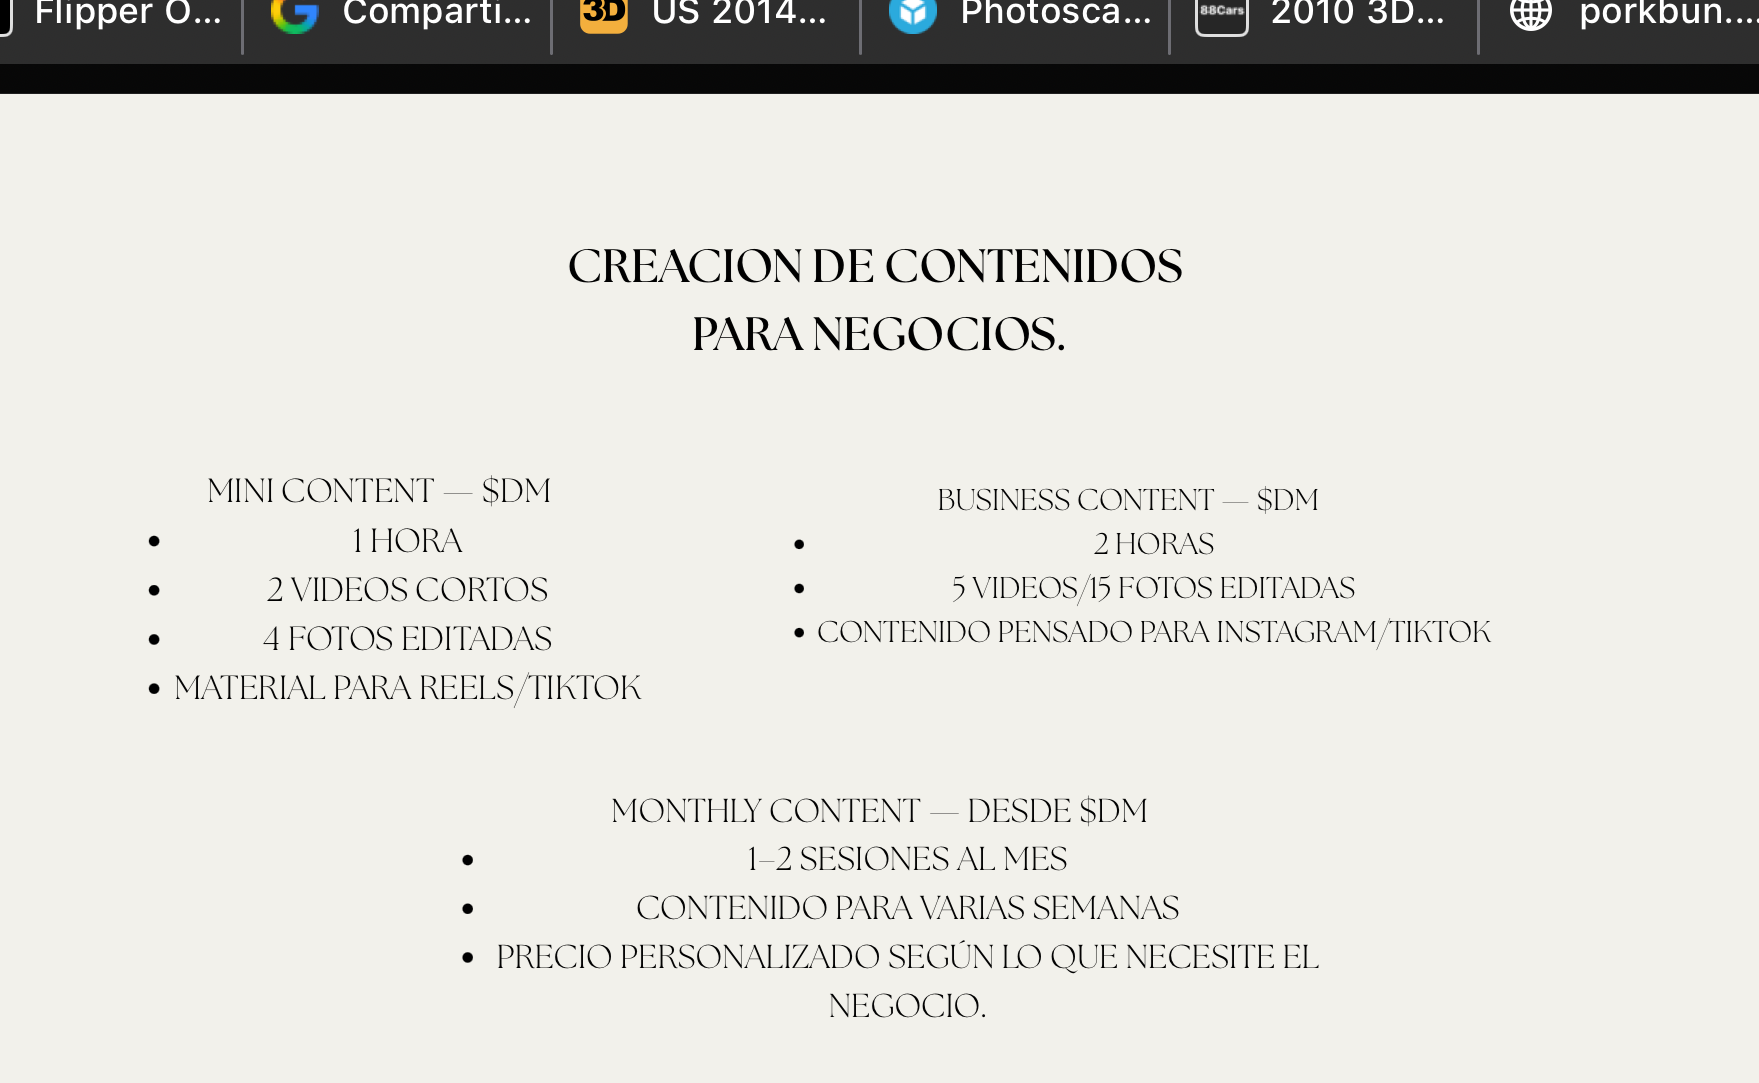 Flipper O...
Comparti...
3D
US 2014...
Photosca...
88Cars
2010 3D...
porkbun....
CREACION DE CONTENIDOS
PARA NEGOCIOS.
MINI CONTENT — $DM
• 1 HORA
• 2 VIDEOS CORTOS
• 4 FOTOS EDITADAS
• MATERIAL PARA REELS/TIKTOK
BUSINESS CONTENT — $DM
• 2 HORAS
• 5 VIDEOS/15 FOTOS EDITADAS
• CONTENIDO PENSADO PARA INSTAGRAM/TIKTOK
MONTHLY CONTENT — DESDE $DM
• 1–2 SESIONES AL MES
• CONTENIDO PARA VARIAS SEMANAS
• PRECIO PERSONALIZADO SEGÚN LO QUE NECESITE EL
NEGOCIO.